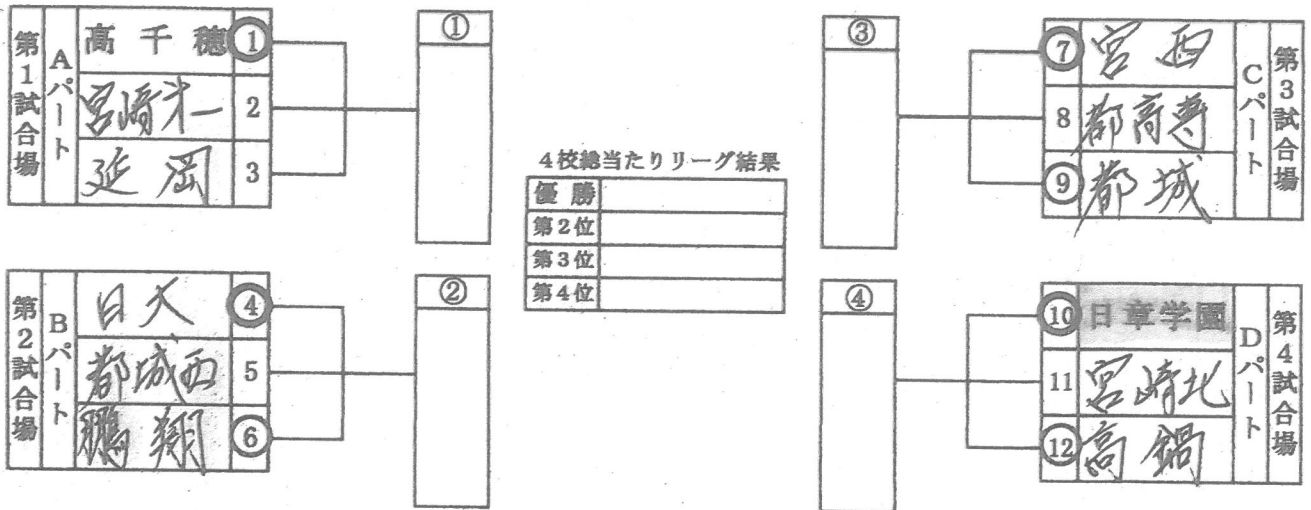 第1試合場
Aパート
高千穂 ①
宮崎第一 2
延岡 3
①
第2試合場
Bパート
日大 ④
都城西 5
鵬翔 ⑥
②
4校総当たりリーグ結果
優勝
第2位
第3位
第4位
③
⑦ 宮西
8 都高専
⑨ 都城
Cパート
第3試合場
④
⑩ 日章学園
11 宮崎北
⑫ 高鍋
Dパート
第4試合場